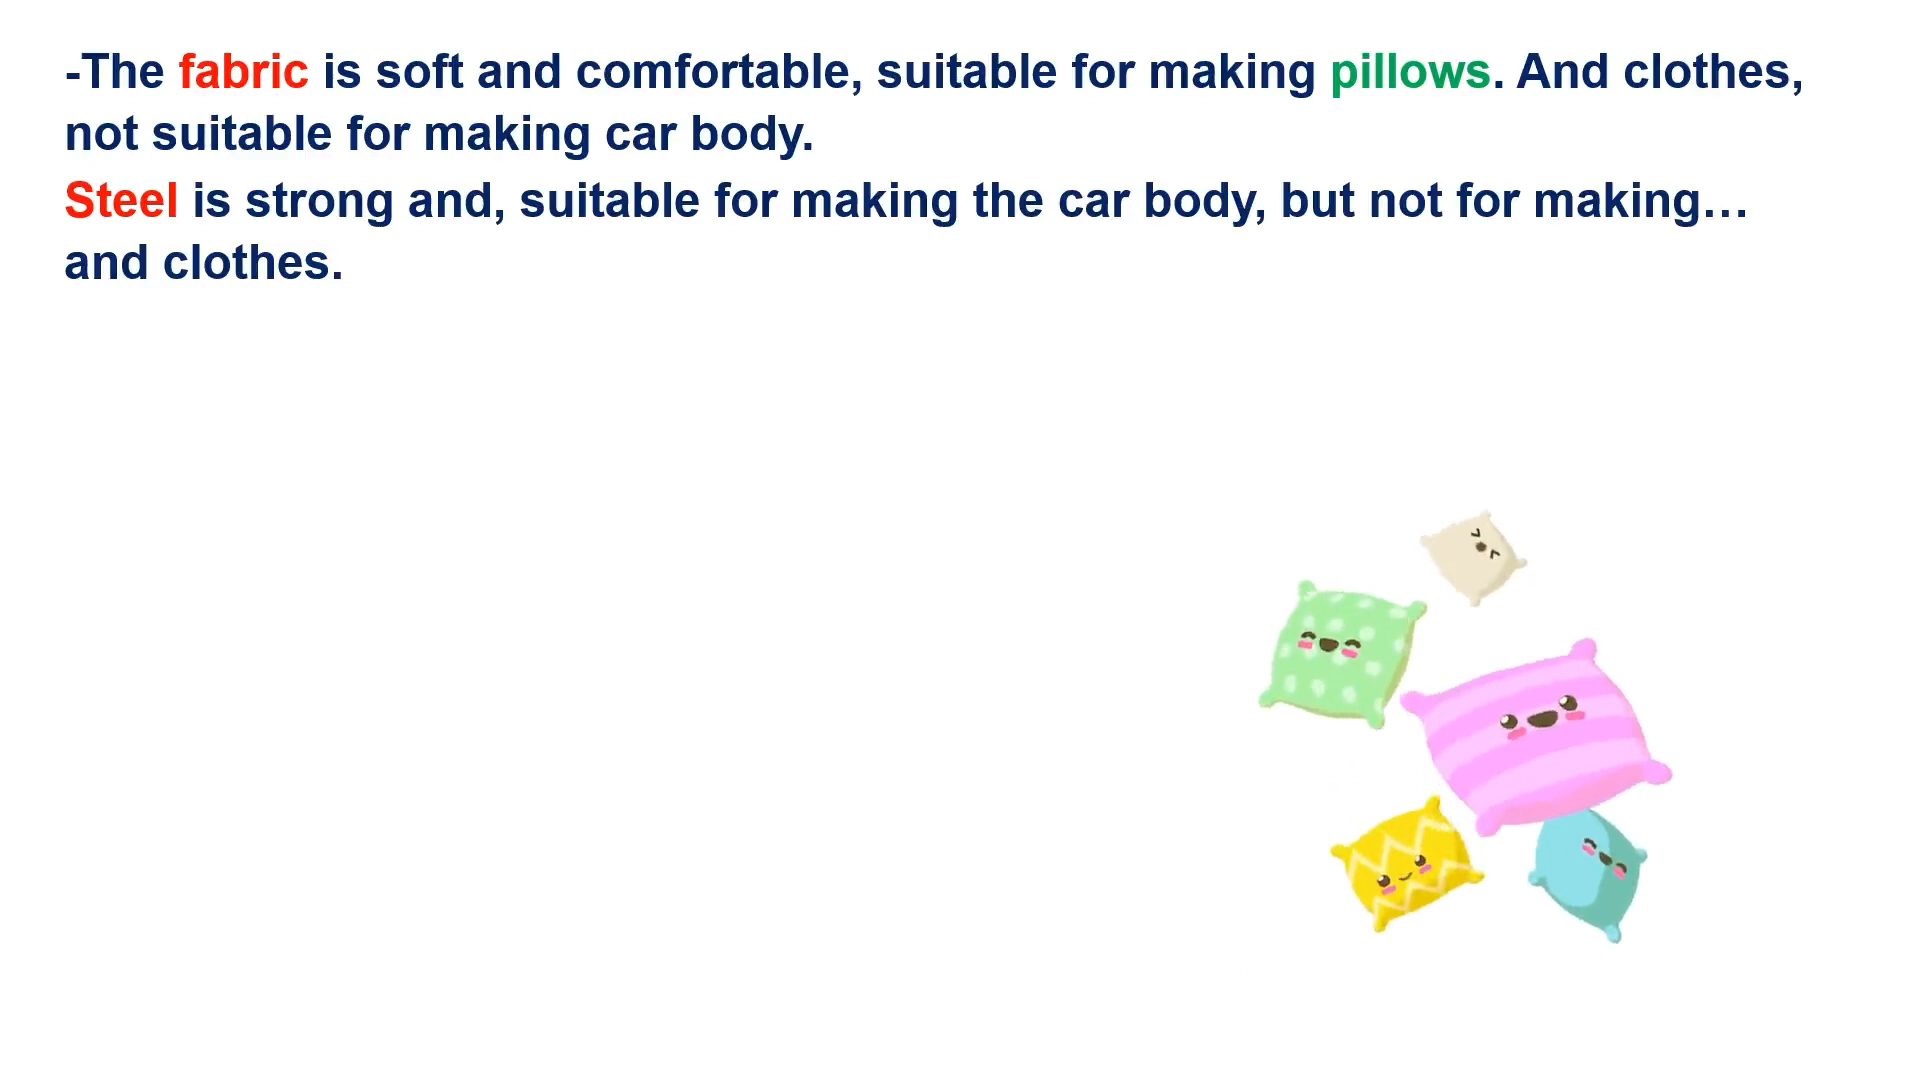 -The fabric is soft and comfortable, suitable for making pillows. And clothes,
not suitable for making car body.
Steel is strong and, suitable for making the car body, but not for making…
and clothes.